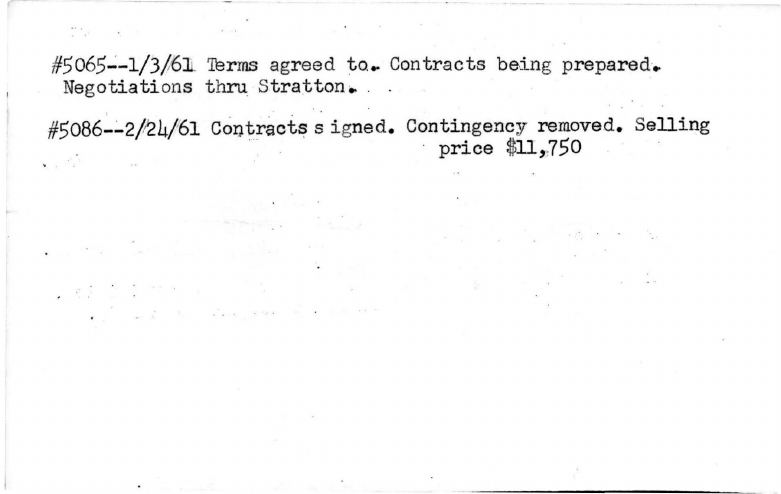 #5065--1/3/61 Terms agreed to. Contracts being prepared.
Negotiations thru Stratton.
#5086--2/24/61 Contracts s igned. Contingency removed. Selling
price $11,750